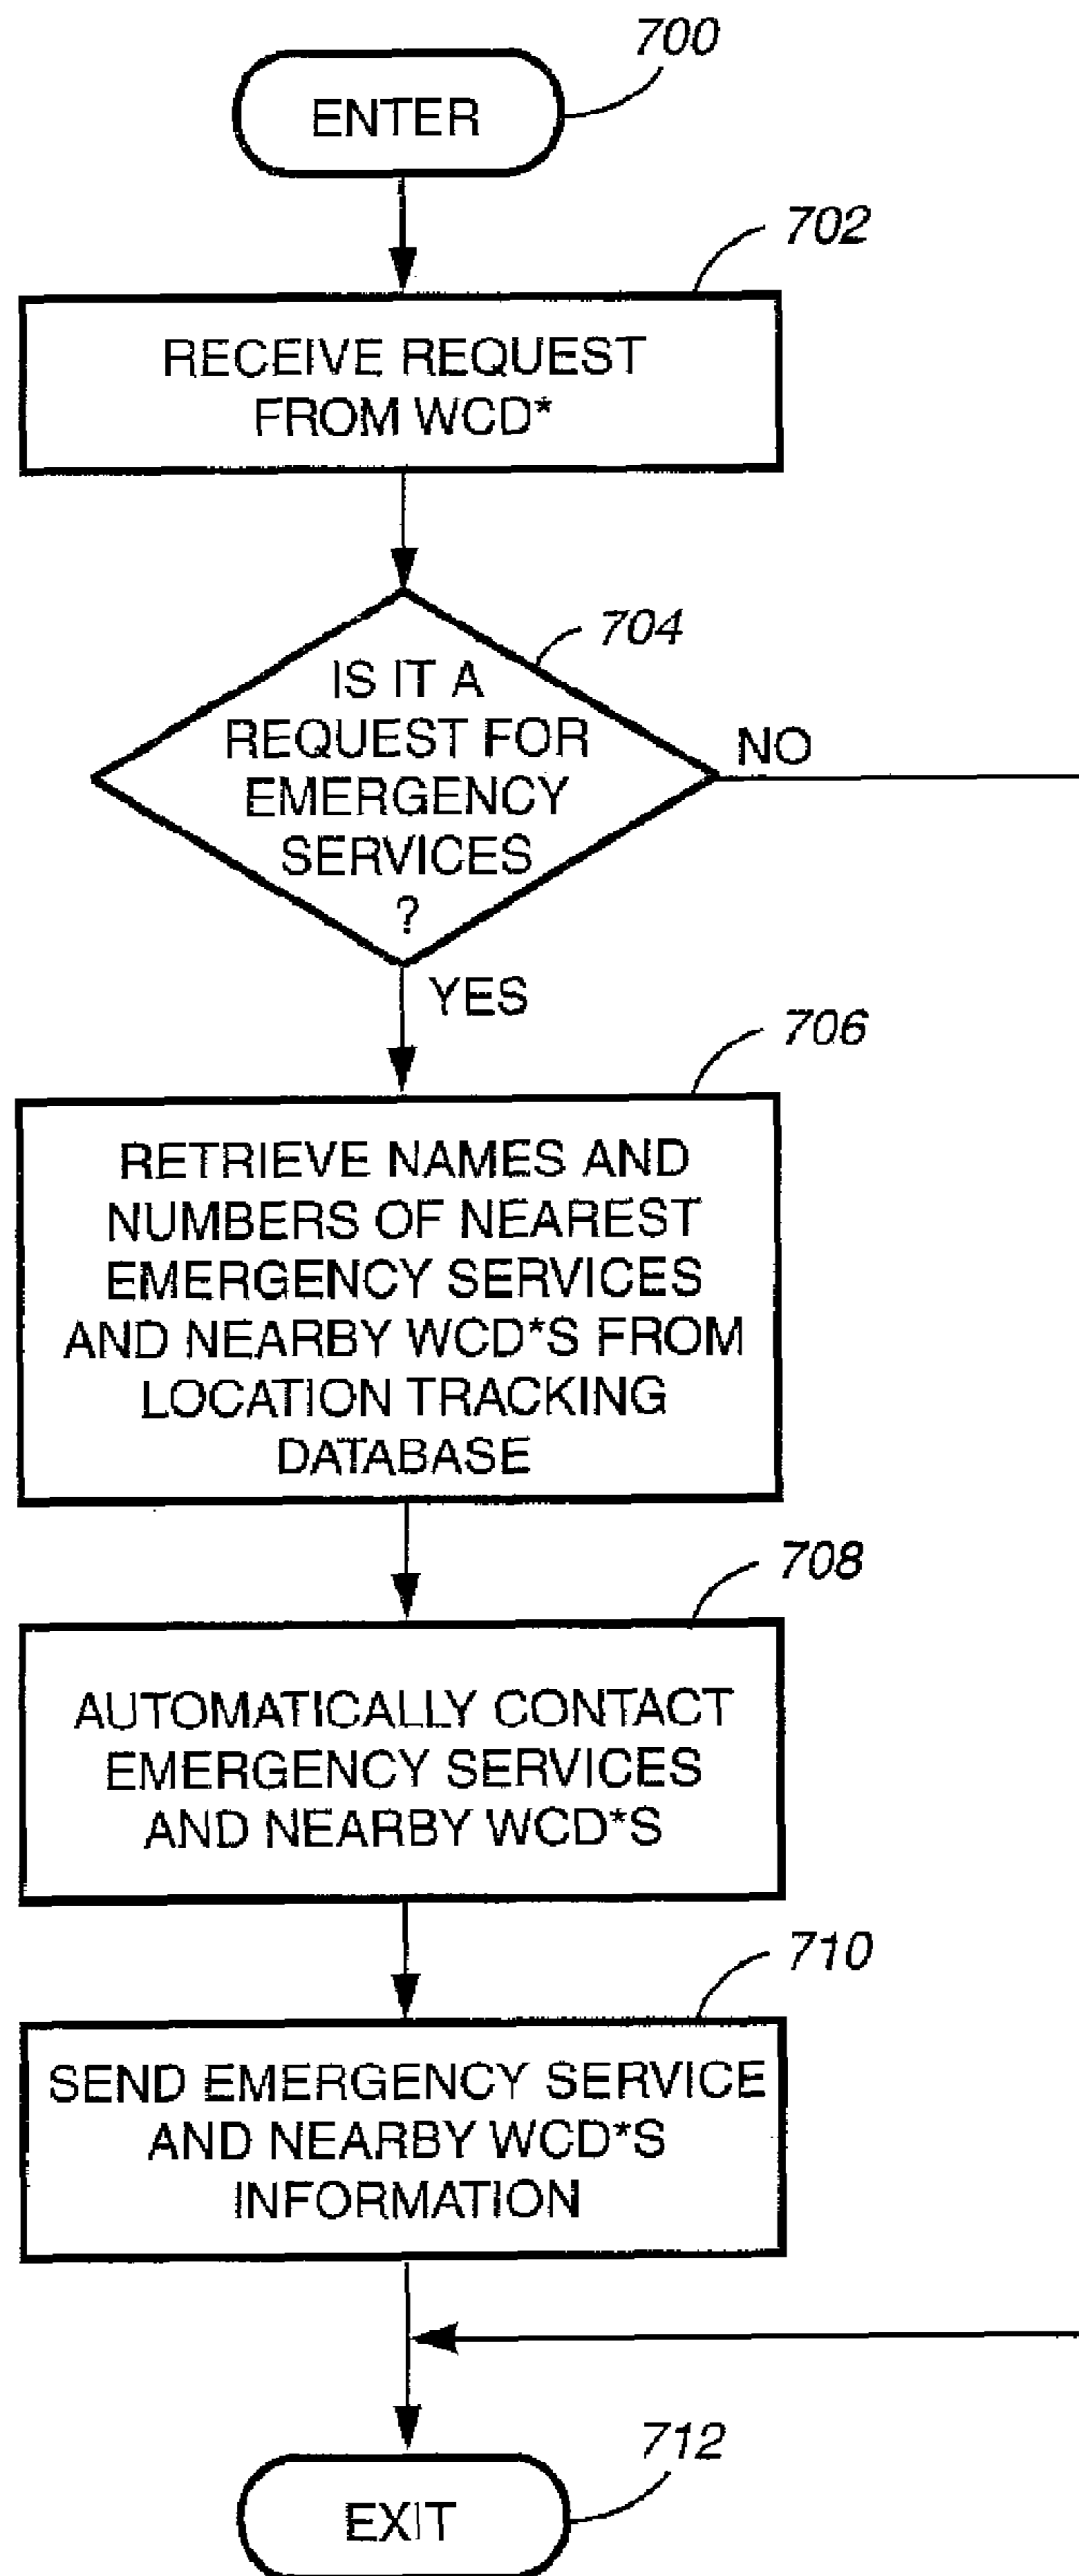 700
ENTER
702
RECEIVE REQUEST
FROM WCD*
704
IS IT A
REQUEST FOR
EMERGENCY
SERVICES
?
NO
YES
706
RETRIEVE NAMES AND
NUMBERS OF NEAREST
EMERGENCY SERVICES
AND NEARBY WCD*S FROM
LOCATION TRACKING
DATABASE
708
AUTOMATICALLY CONTACT
EMERGENCY SERVICES
AND NEARBY WCD*S
710
SEND EMERGENCY SERVICE
AND NEARBY WCD*S
INFORMATION
712
EXIT